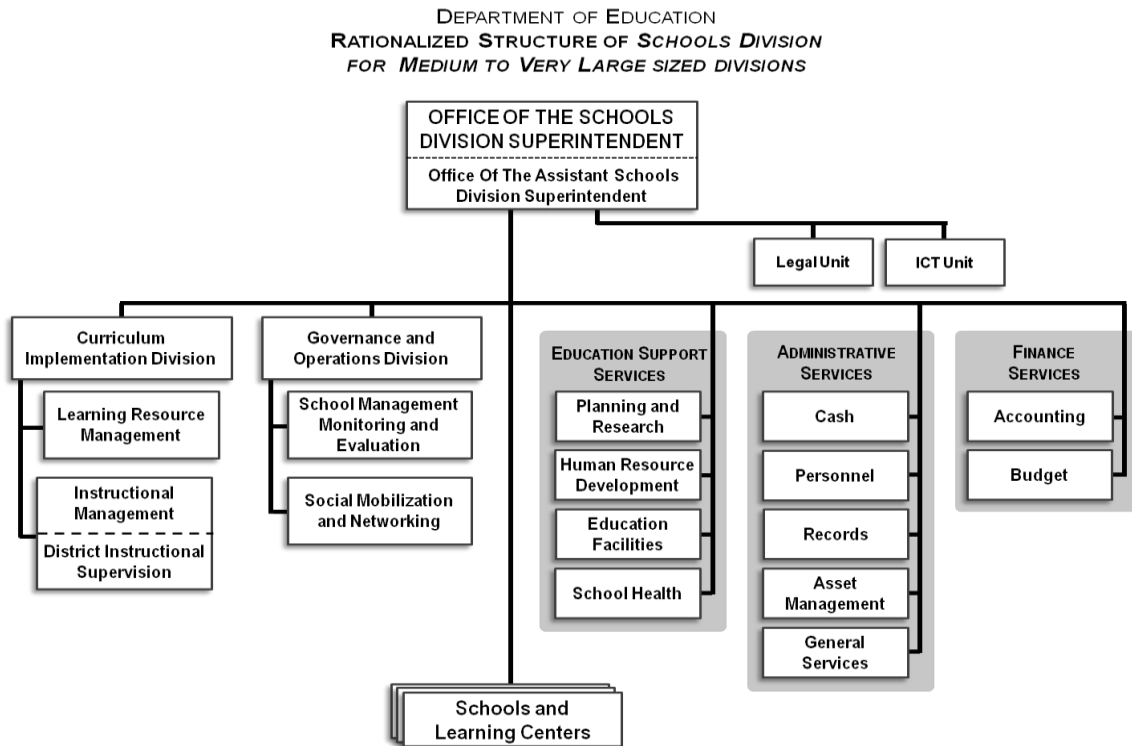 DEPARTMENT OF EDUCATION
RATIONALIZED STRUCTURE OF SCHOOLS DIVISION
FOR MEDIUM TO VERY LARGE SIZED DIVISIONS
OFFICE OF THE SCHOOLS
DIVISION SUPERINTENDENT
Office Of The Assistant Schools
Division Superintendent
Legal Unit
ICT Unit
Curriculum
Implementation Division
Learning Resource
Management
Instructional
Management
District Instructional
Supervision
Governance and
Operations Division
School Management
Monitoring and
Evaluation
Social Mobilization
and Networking
EDUCATION SUPPORT
SERVICES
Planning and
Research
Human Resource
Development
Education
Facilities
School Health
ADMINISTRATIVE
SERVICES
Cash
Personnel
Records
Asset
Management
General
Services
FINANCE
SERVICES
Accounting
Budget
Schools and
Learning Centers